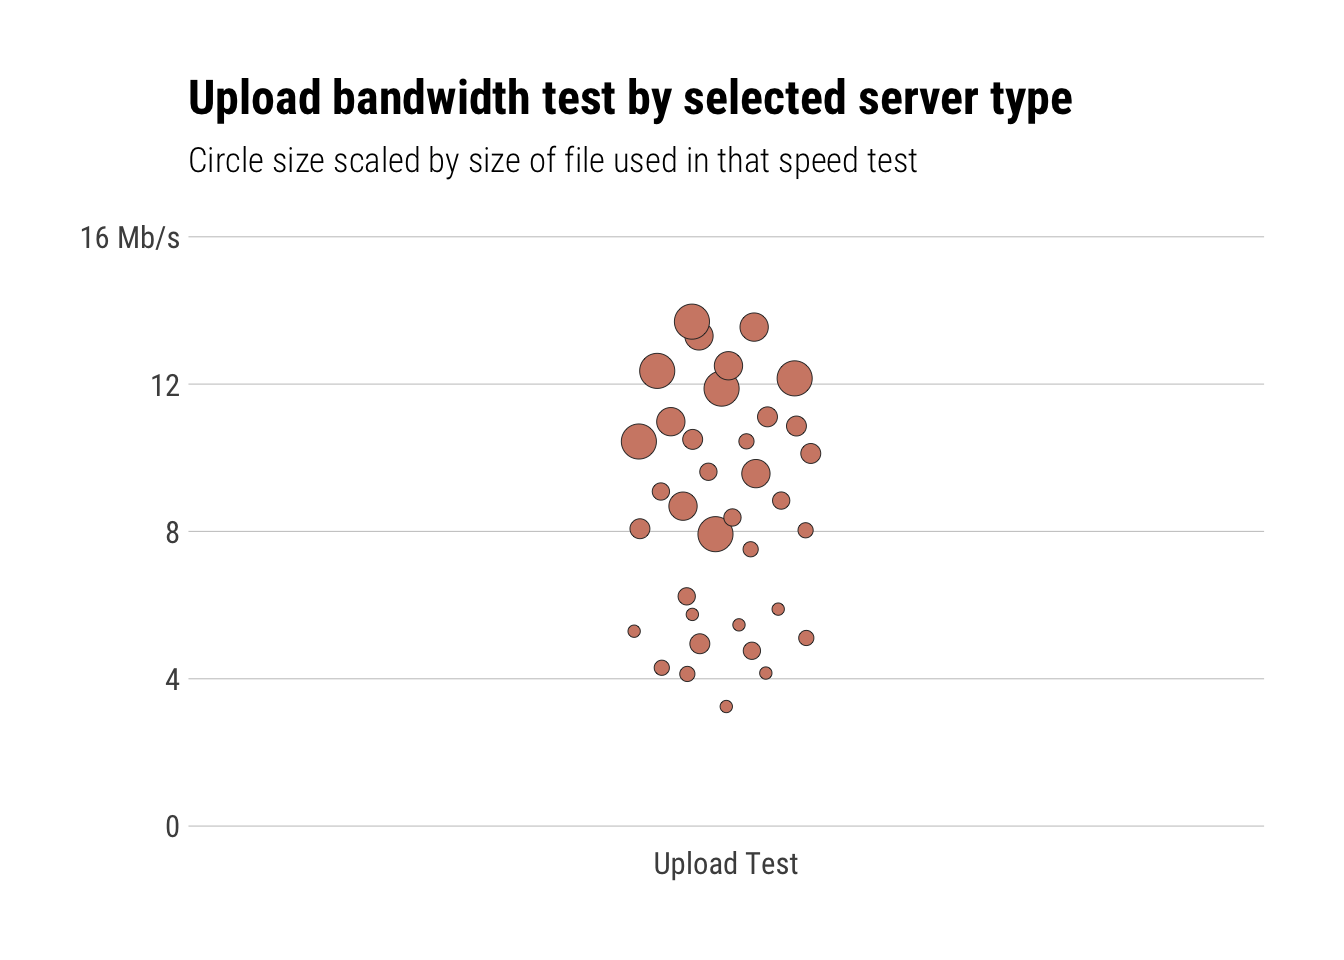 Upload bandwidth test by selected server type
Circle size scaled by size of file used in that speed test
16 Mb/s
12
8
4
0
Upload Test